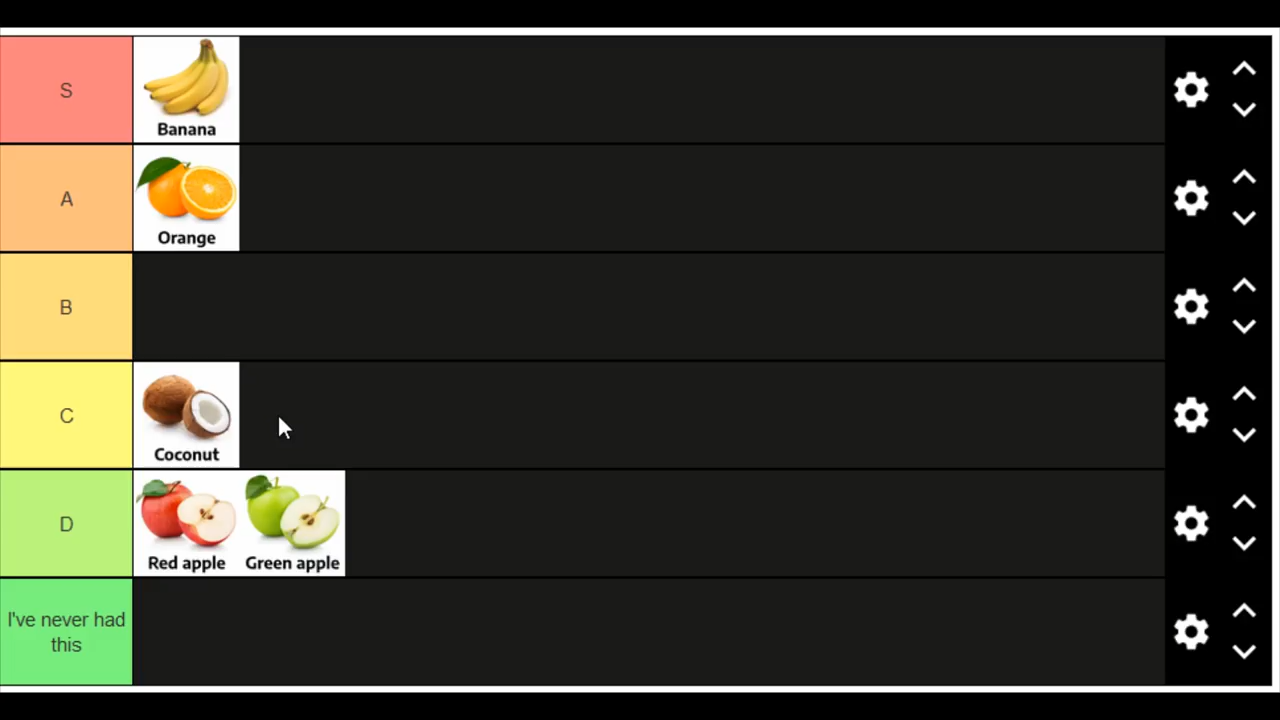 S
Banana
A
Orange
B
C
Coconut
D
Red apple
Green apple
I've never had
this